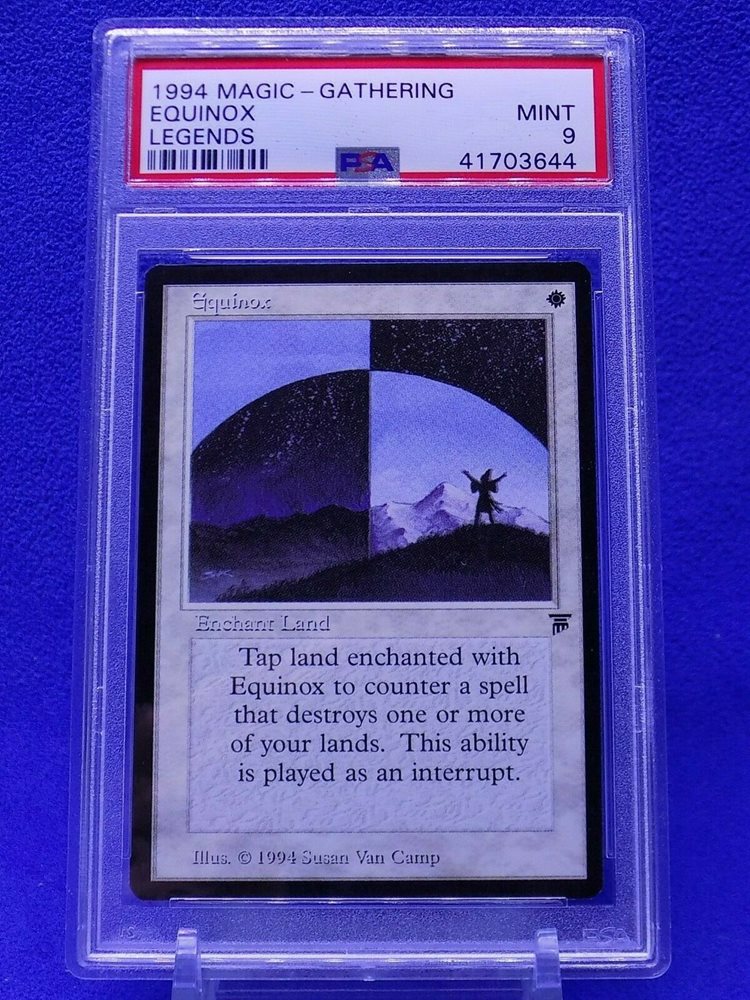 1994 MAGIC – GATHERING
EQUINOX MINT
LEGENDS 9
PSA 41703644
Equinox
Enchant Land
Tap land enchanted with
Equinox to counter a spell
that destroys one or more
of your lands. This ability
is played as an interrupt.
Illus. © 1994 Susan Van Camp
PSA